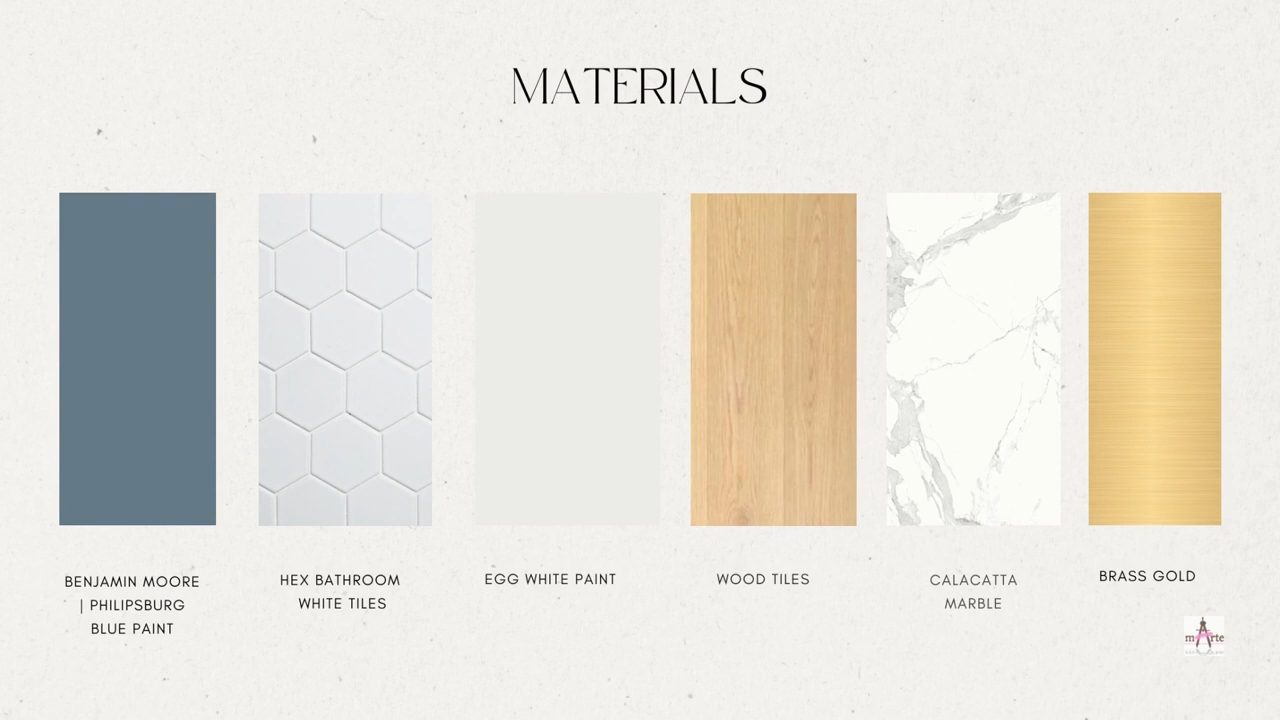 MATERIALS
BENJAMIN MOORE
| PHILIPSBURG
BLUE PAINT
HEX BATHROOM
WHITE TILES
EGG WHITE PAINT
WOOD TILES
CALACATTA
MARBLE
BRASS GOLD
mArte